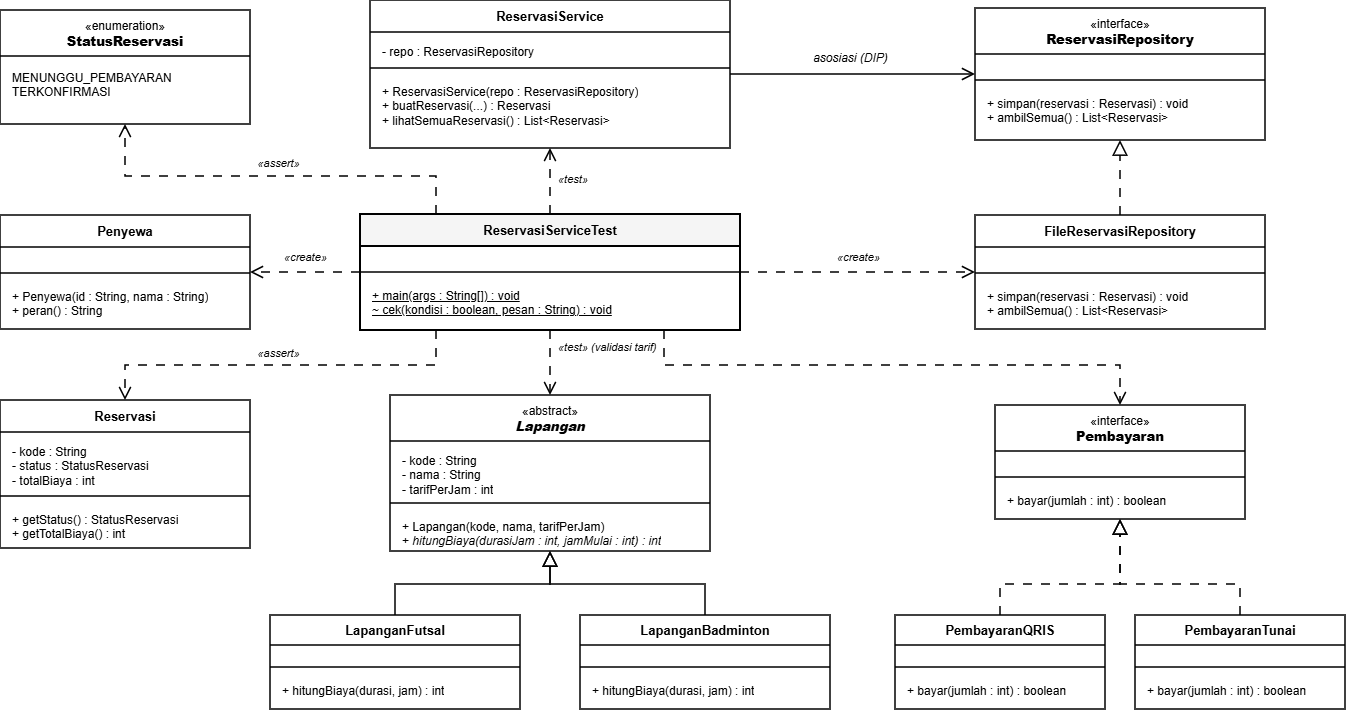 «enumeration»
StatusReservasi
MENUNGGU_PEMBAYARAN
TERKONFIRMASI
ReservasiService
- repo : ReservasiRepository
+ ReservasiService(repo : ReservasiRepository)
+ buatReservasi(...) : Reservasi
+ lihatSemuaReservasi() : List<Reservasi>
asosiasi (DIP)
«interface»
ReservasiRepository
+ simpan(reservasi : Reservasi) : void
+ ambilSemua() : List<Reservasi>
«assert»
«test»
Penyewa
+ Penyewa(id : String, nama : String)
+ peran() : String
«create»
ReservasiServiceTest
+ main(args : String[]) : void
~ cek(kondisi : boolean, pesan : String) : void
«create»
FileReservasiRepository
+ simpan(reservasi : Reservasi) : void
+ ambilSemua() : List<Reservasi>
«assert»
«test» (validasi tarif)
Reservasi
- kode : String
- status : StatusReservasi
- totalBiaya : int
+ getStatus() : StatusReservasi
+ getTotalBiaya() : int
«abstract»
Lapangan
- kode : String
- nama : String
- tarifPerJam : int
+ Lapangan(kode, nama, tarifPerJam)
+ hitungBiaya(durasiJam : int, jamMulai : int) : int
«interface»
Pembayaran
+ bayar(jumlah : int) : boolean
LapanganFutsal
+ hitungBiaya(durasi, jam) : int
LapanganBadminton
+ hitungBiaya(durasi, jam) : int
PembayaranQRIS
+ bayar(jumlah : int) : boolean
PembayaranTunai
+ bayar(jumlah : int) : boolean